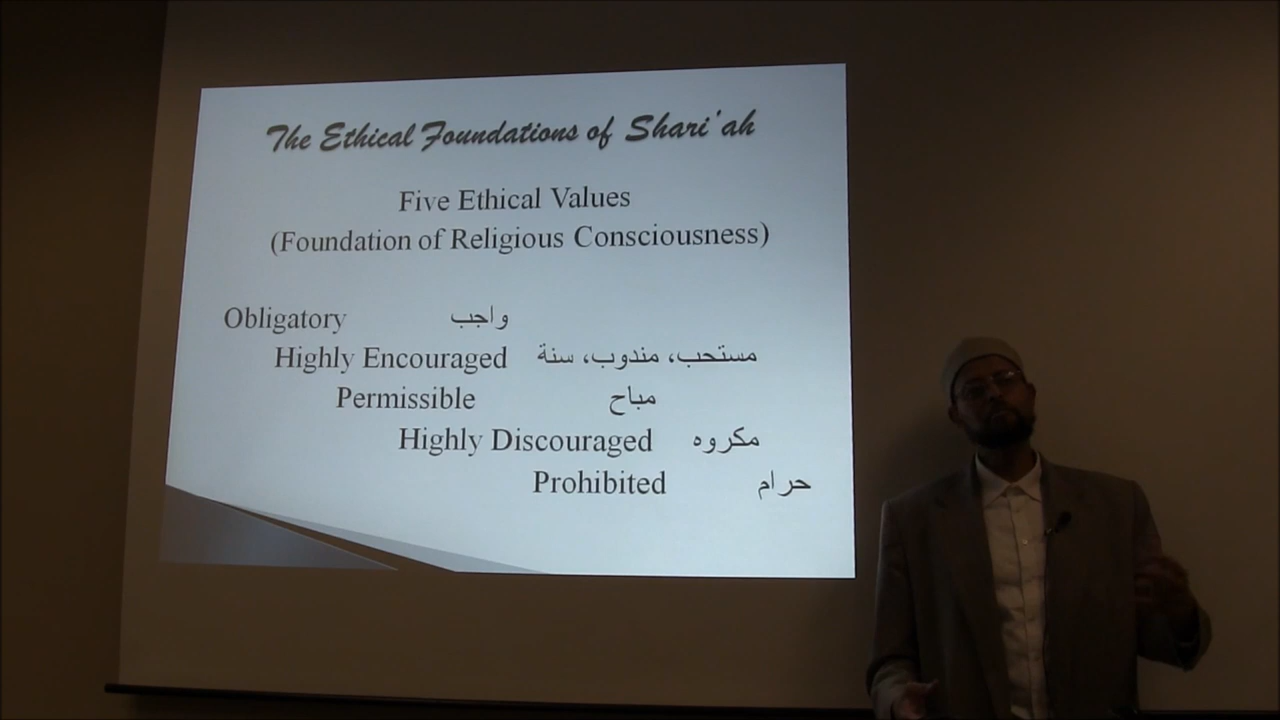 The Ethical Foundations of Shari'ah
Five Ethical Values
(Foundation of Religious Consciousness)
Obligatory واجب
Highly Encouraged مستحب، مندوب، سنة
Permissible مباح
Highly Discouraged مكروه
Prohibited حرام